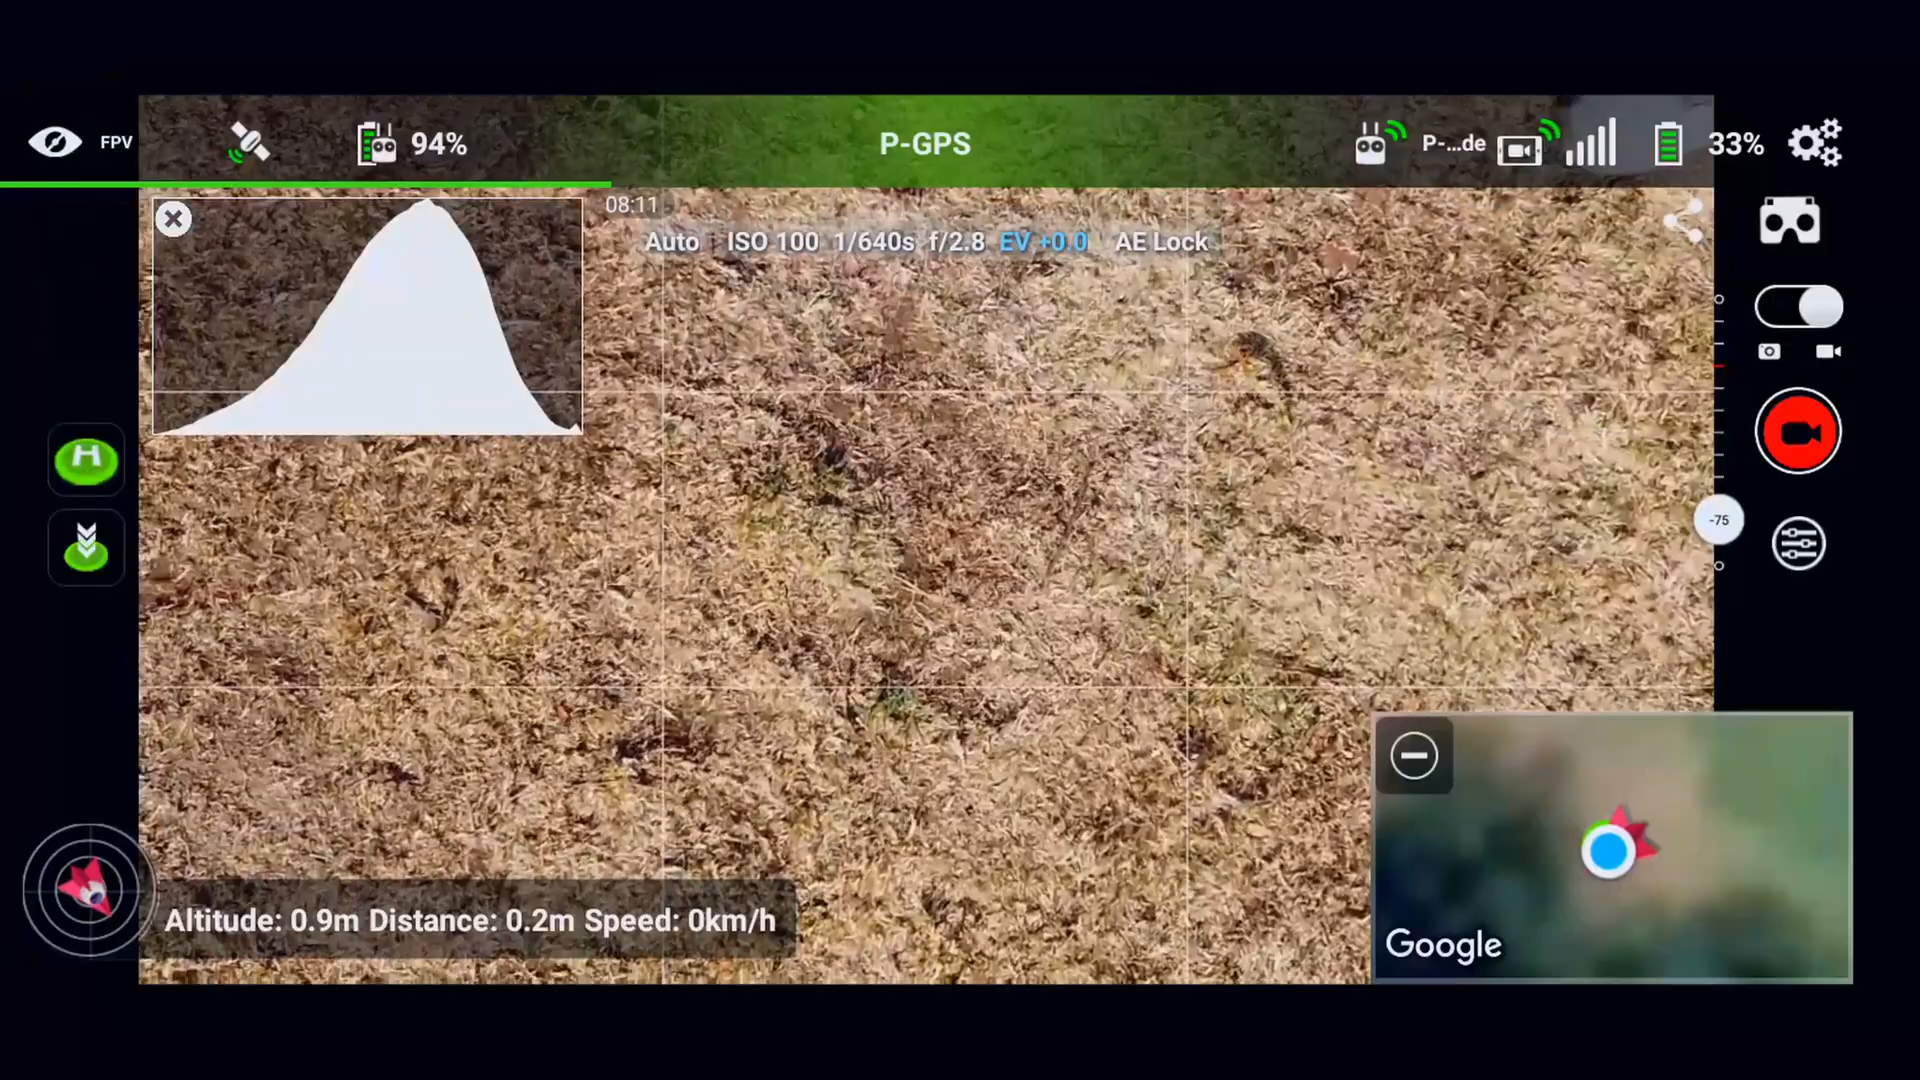 FPV
94%
P-GPS
P-...de
33%
08:11
Auto ISO 100 1/640s f/2.8 EV +0.0 AE Lock
H
-75
Altitude: 0.9m Distance: 0.2m Speed: 0km/h
Google